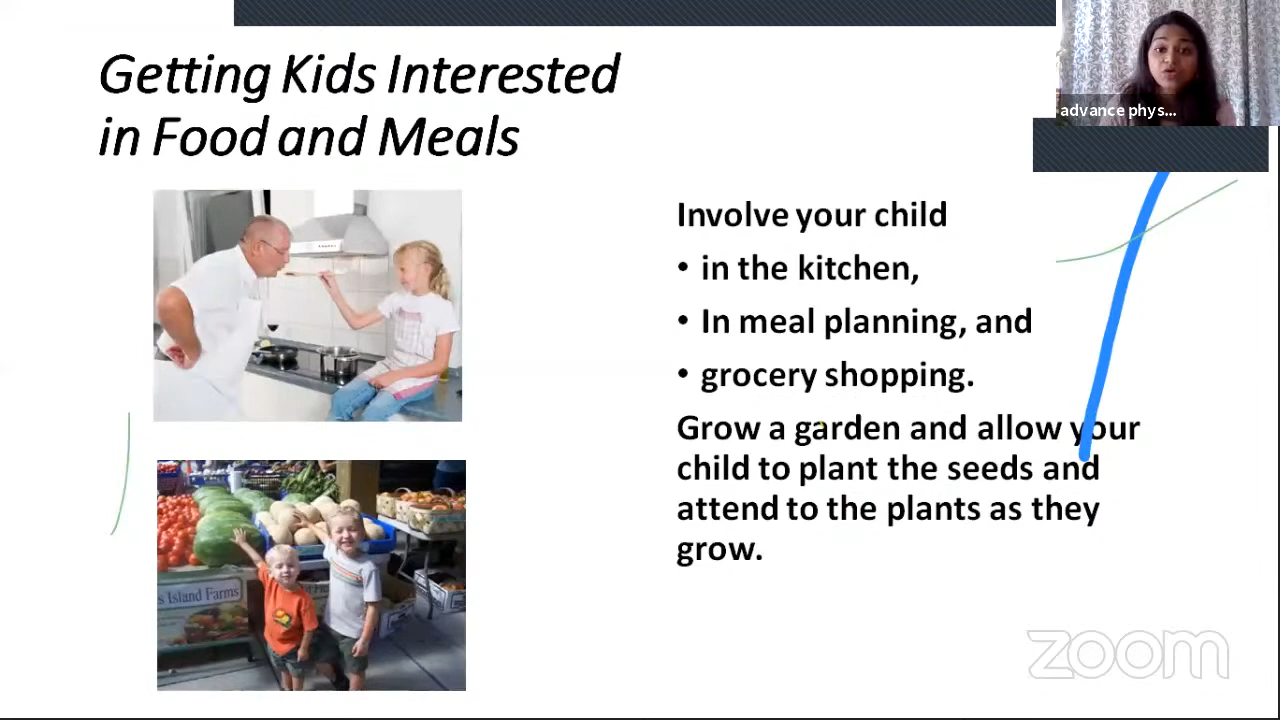 Getting Kids Interested
in Food and Meals
advance phys...
Involve your child
• in the kitchen,
• In meal planning, and
• grocery shopping.
Grow a garden and allow your
child to plant the seeds and
attend to the plants as they
grow.
s Island Farms
zoom